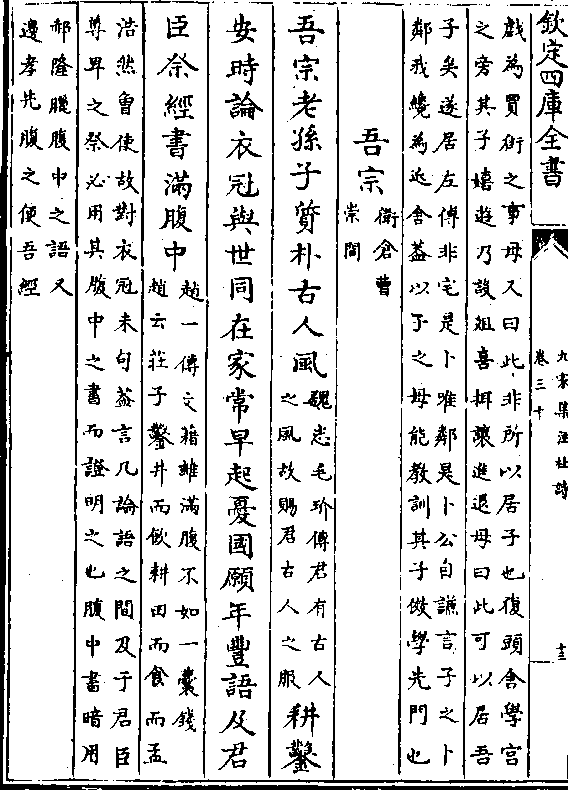 欽定四庫全書
九家集注杜詩
卷三十
十三
戲為賈衒之事母又曰此非所以居子也復頭舍學宮
之旁其子嬉遊乃設俎豆揖讓進退母曰此可以居吾
子矣遂居左傳非宅是卜唯鄰是卜公自謙言子之卜
鄰我纔為近舍蓋以子之母能教訓其子俲學先門也
吾宗
衛倉曹
崇簡
吾宗老孫子質朴古人風
魏志毛玠傳君有古人
之風故賜君古人之服
耕鑿
安時論衣冠與世同在家常早起憂國願年豐語及君
臣際經書滿腹中
趙一傳文藉雖滿腹不如一囊錢
趙云莊子鑿井而飲耕田而食而孟
浩然曾使故對衣冠末句蓋言凡論語之間及于君臣
尊卑之祭必用其腹中之書而證明之也腹中書暗用
郝隆曬腹中之語又
邊孝先腹之便吾經